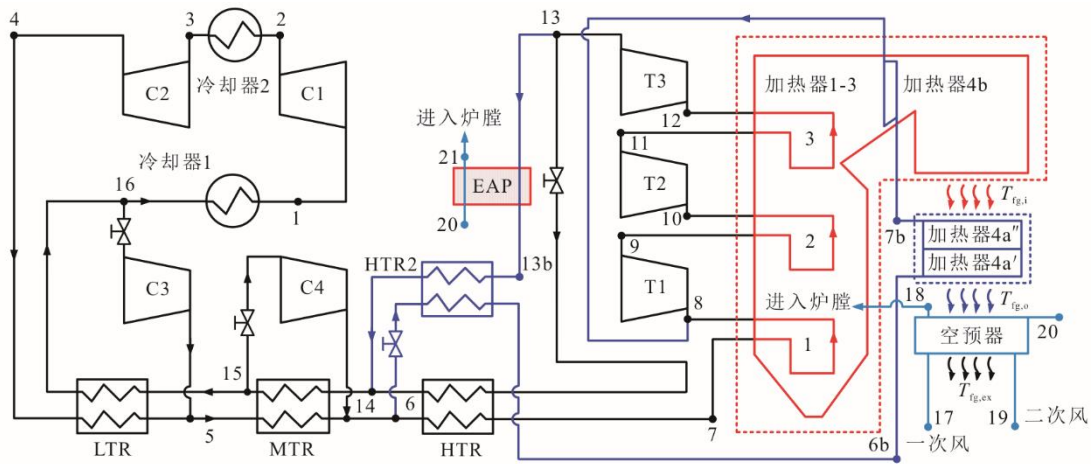 4
3
2
冷却器2
C2
C1
13
T3
加热器1-3
加热器4b
进入炉膛
21
EAP
20
12
11
3
冷却器1
16
1
T2
10
T_fg,i
9
2
7b
加热器4a″
加热器4a′
13b
HTR2
C3
C4
T1
8
进入炉膛
18
T_fg,o
空预器
20
1
15
14
6
T_fg,ex
5
7
17
19
二次风
一次风
6b
LTR
MTR
HTR